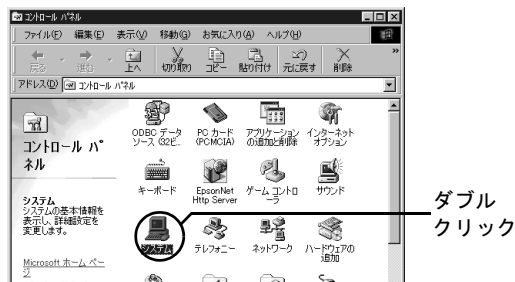 コントロール パネル
ファイル(F) 編集(E) 表示(V) 移動(G) お気に入り(A) ヘルプ(H)
戻る 進む 上へ 切り取り コピー 貼り付け 元に戻す 削除 »
アドレス(D) コントロール パネル
コントロール パ
ネル
システム
システムの基本情報を
表示し、詳細設定を
変更します。
Microsoft ホーム ペー
ジ
ODBC データ
ソース (32ビ...
PC カード
(PCMCIA)
アプリケーション
の追加と削除
インターネット
オプション
キーボード
EpsonNet
Http Server
ゲーム コントロ
ーラ
サウンド
システム
テレフォニー
ネットワーク
ハードウェアの
追加
ダブル
クリック